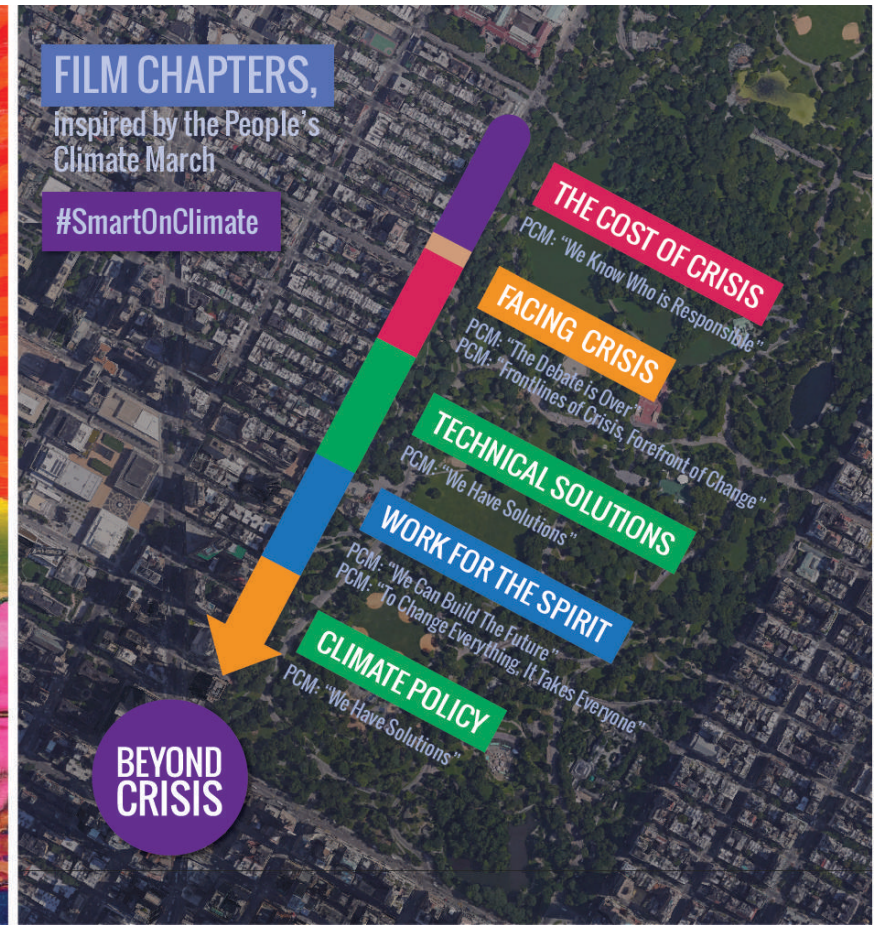 FILM CHAPTERS,
inspired by the People's
Climate March
#SmartOnClimate
THE COST OF CRISIS
PCM: “We Know Who is Responsible”
FACING CRISIS
PCM: “The Debate is Over”
PCM: “Frontlines of Crisis, Forefront of Change”
TECHNICAL SOLUTIONS
PCM: “We Have Solutions”
WORK FOR THE SPIRIT
PCM: “We Can Build The Future”
PCM: “To Change Everything, It Takes Everyone”
CLIMATE POLICY
PCM: “We Have Solutions”
BEYOND
CRISIS